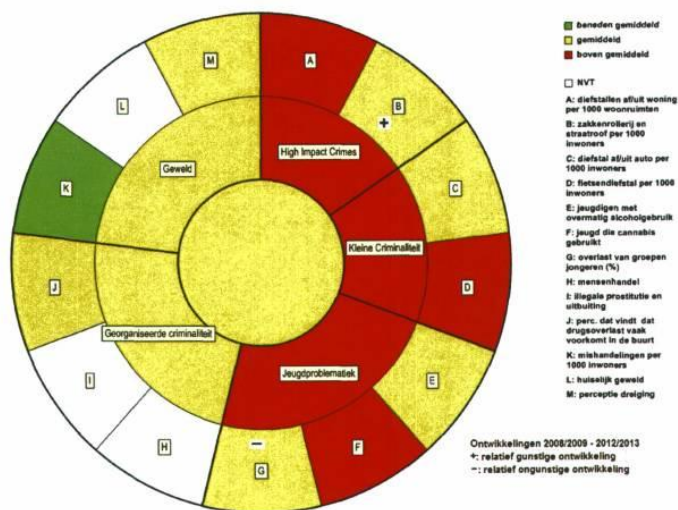 M
A
L
B
+
High Impact Crimes
Geweld
K
C
Kleine Criminaliteit
J
D
Georganiseerde criminaliteit
Jeugdproblematiek
I
E
H
–
G
F
beneden gemiddeld
gemiddeld
boven gemiddeld
NVT
A: diefstallen af/uit woning
per 1000 woonruimten
B: zakkenrollerij en
straatroof per 1000
inwoners
C: diefstal af/uit auto per
1000 inwoners
D: fietsendiefstal per 1000
inwoners
E: jeugdigen met
overmatig alcoholgebruik
F: jeugd die cannabis
gebruikt
G: overlast van groepen
jongeren (%)
H: mensenhandel
I: illegale prostitutie en
uitbuiting
J: perc. dat vindt dat
drugsoverlast vaak
voorkomt in de buurt
K: mishandelingen per
1000 inwoners
L: huiselijk geweld
M: perceptie dreiging
Ontwikkelingen 2008/2009 - 2012/2013
+: relatief gunstige ontwikkeling
–: relatief ongunstige ontwikkeling